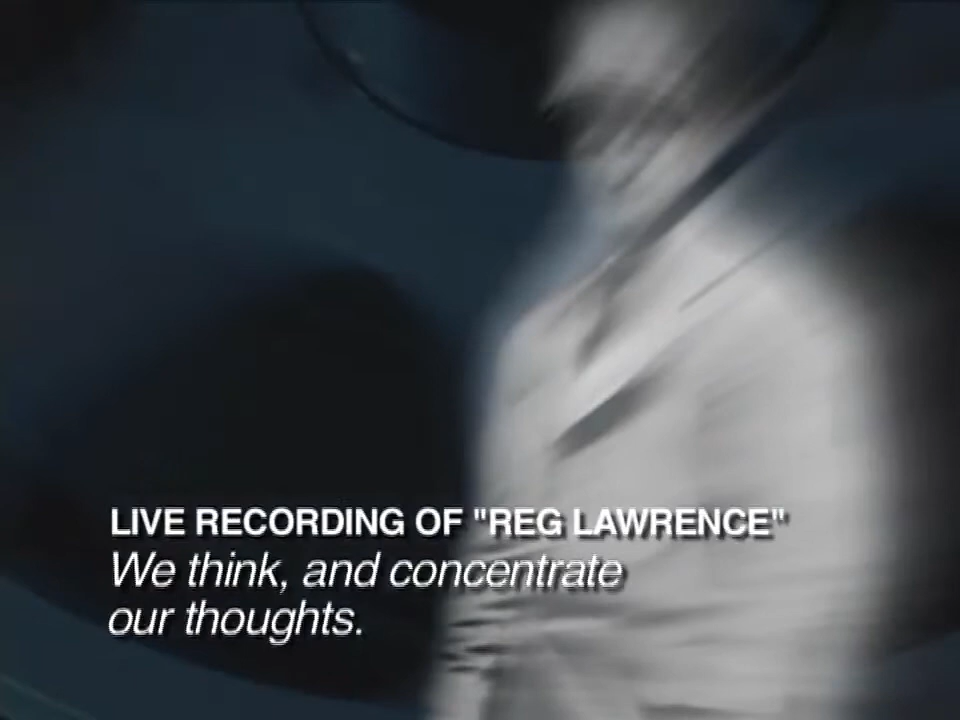 LIVE RECORDING OF "REG LAWRENCE"
We think, and concentrate
our thoughts.